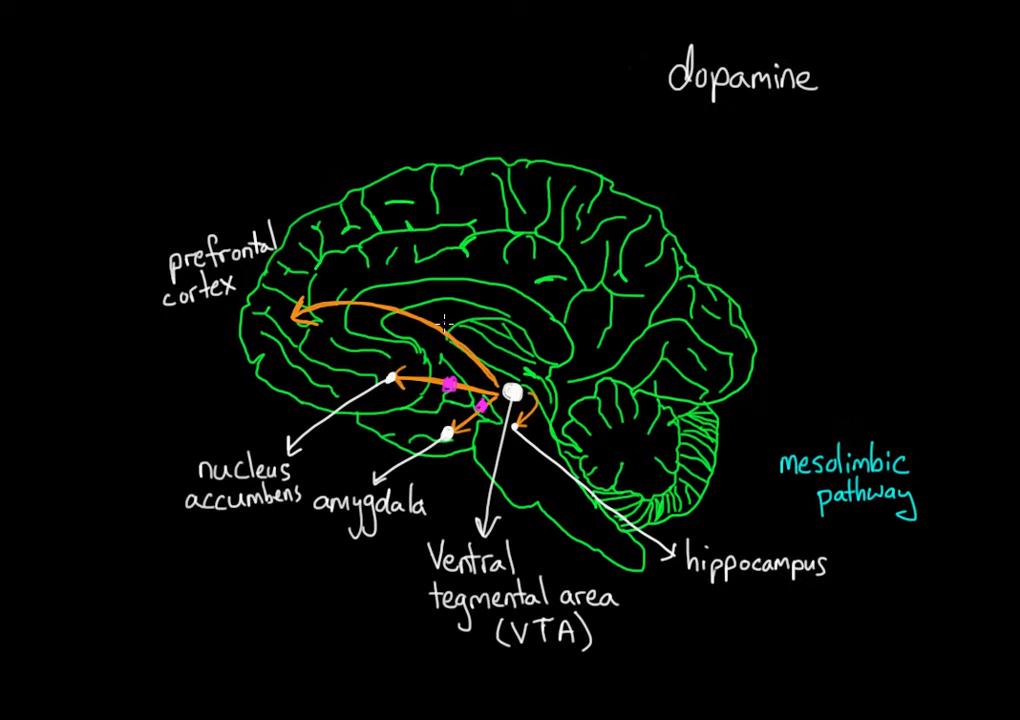 dopamine
prefrontal
cortex
nucleus
accumbens
amygdala
Ventral
tegmental area
(VTA)
hippocampus
mesolimbic
pathway